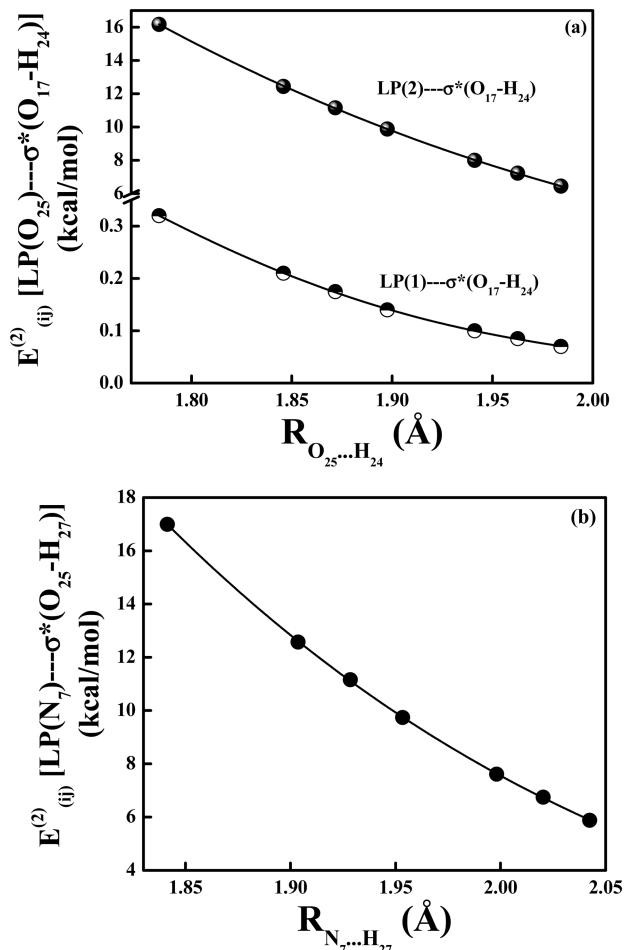 (a)
E(2)(ij) [LP(O25)---σ*(O17-H24)]
(kcal/mol)
16
14
12
10
8
6
0.3
0.2
0.1
0.0
LP(2)---σ*(O17-H24)
LP(1)---σ*(O17-H24)
1.80 1.85 1.90 1.95 2.00
RO25...H24 (Å)
(b)
E(2)(ij) [LP(N7)---σ*(O25-H27)]
(kcal/mol)
18
16
14
12
10
8
6
4
1.85 1.90 1.95 2.00 2.05
RN7...H27 (Å)